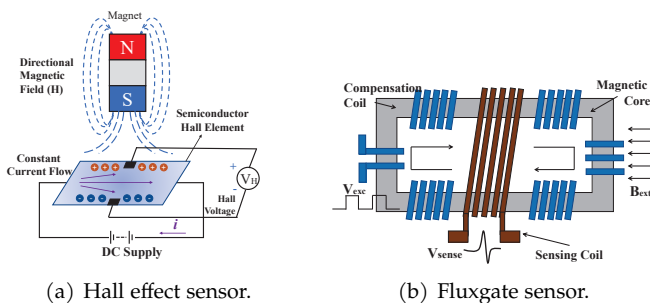 Magnet
N
Directional
Magnetic
Field (H)
S
Semiconductor
Hall Element
Constant
Current Flow
+
VH
-
Hall
Voltage
i
DC Supply
(a) Hall effect sensor.
Compensation
Coil
Magnetic
Core
Vexc
Bext
Vsense
Sensing Coil
(b) Fluxgate sensor.